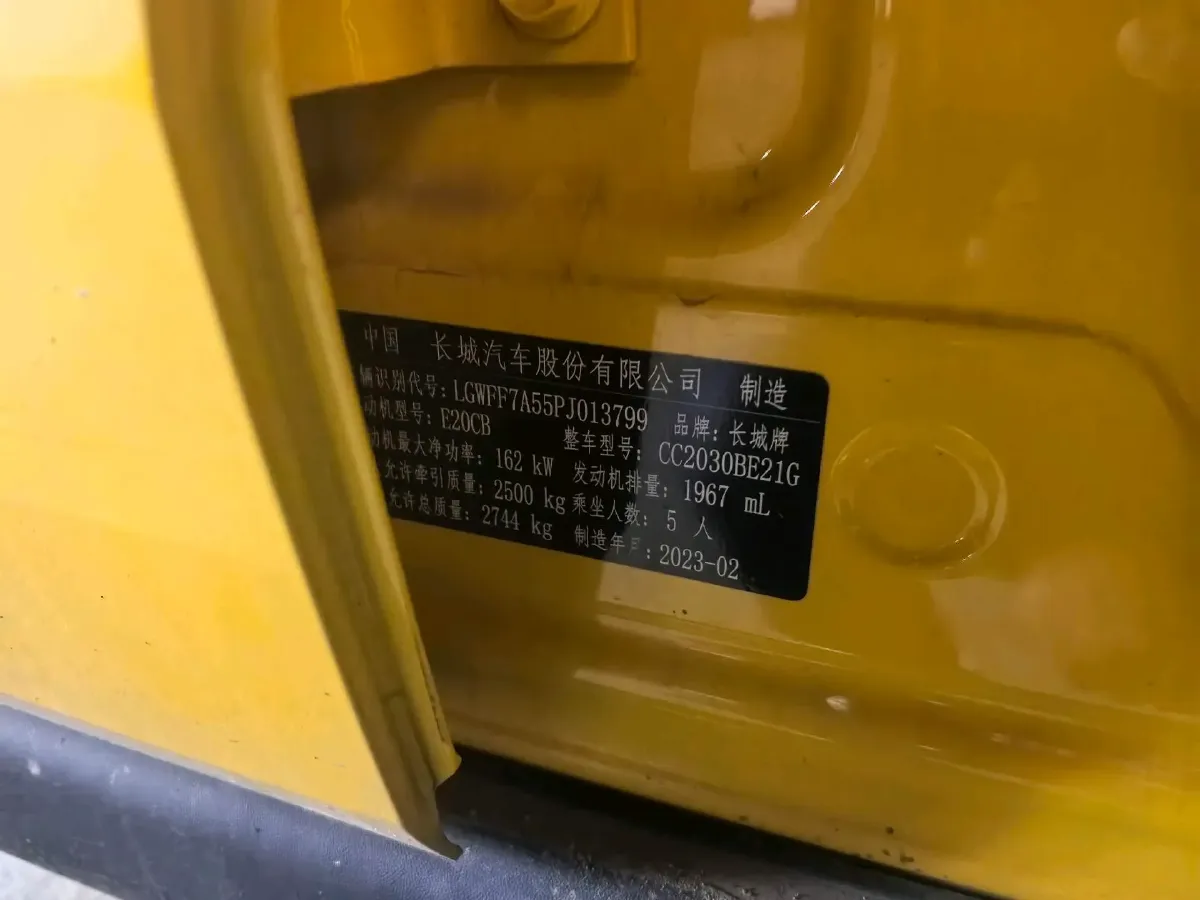 中国 长城汽车股份有限公司 制造
辆识别代号: LGWFF7A55PJ013799 品牌: 长城牌
动机型号: E20CB 整车型号: CC2030BE21G
动机最大净功率: 162 kW 发动机排量: 1967 mL
允许牵引质量: 2500 kg 乘坐人数: 5 人
允许总质量: 2744 kg 制造年月: 2023-02